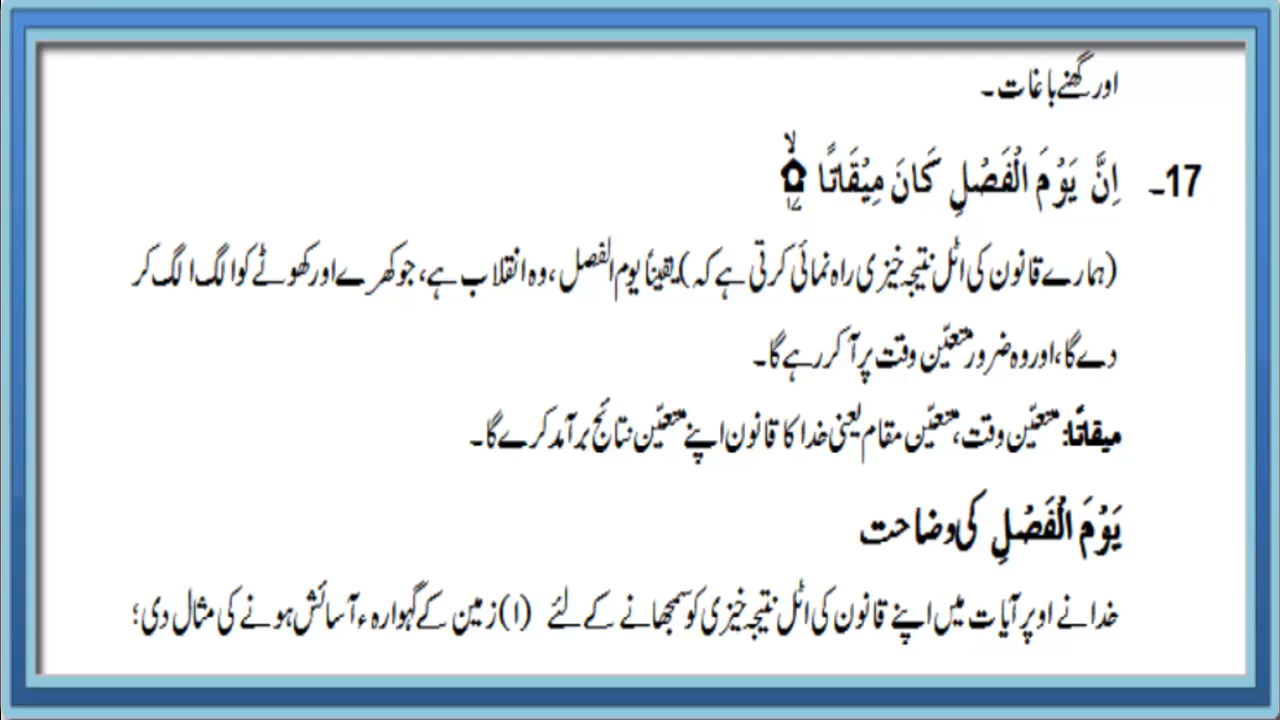 اور گھنے باغات۔
17۔ اِنَّ یَوْمَ الْفَصْلِ کَانَ مِیْقَاتًا ۙ﴿۱۷﴾
(ہمارے قانون کی اٹل نتیجہ خیزی راہ نمائی کرتی ہے کہ) یقیناً یوم الفصل، وہ انقلاب ہے، جو کھرے اور کھوٹے کو الگ الگ کر
دے گا، اور وہ ضرور متعیّن وقت پر آ کر رہے گا۔
میقاتًا: متعیّن وقت، متعیّن مقام یعنی خدا کا قانون اپنے متعیّن نتائج برآمد کرے گا۔
یَوْمَ الْفَصْلِ کی وضاحت
خدا نے اوپر آیات میں اپنے قانون کی اٹل نتیجہ خیزی کو سمجھانے کے لئے (۱) زمین کے گہوارہء آسائش ہونے کی مثال دی؛